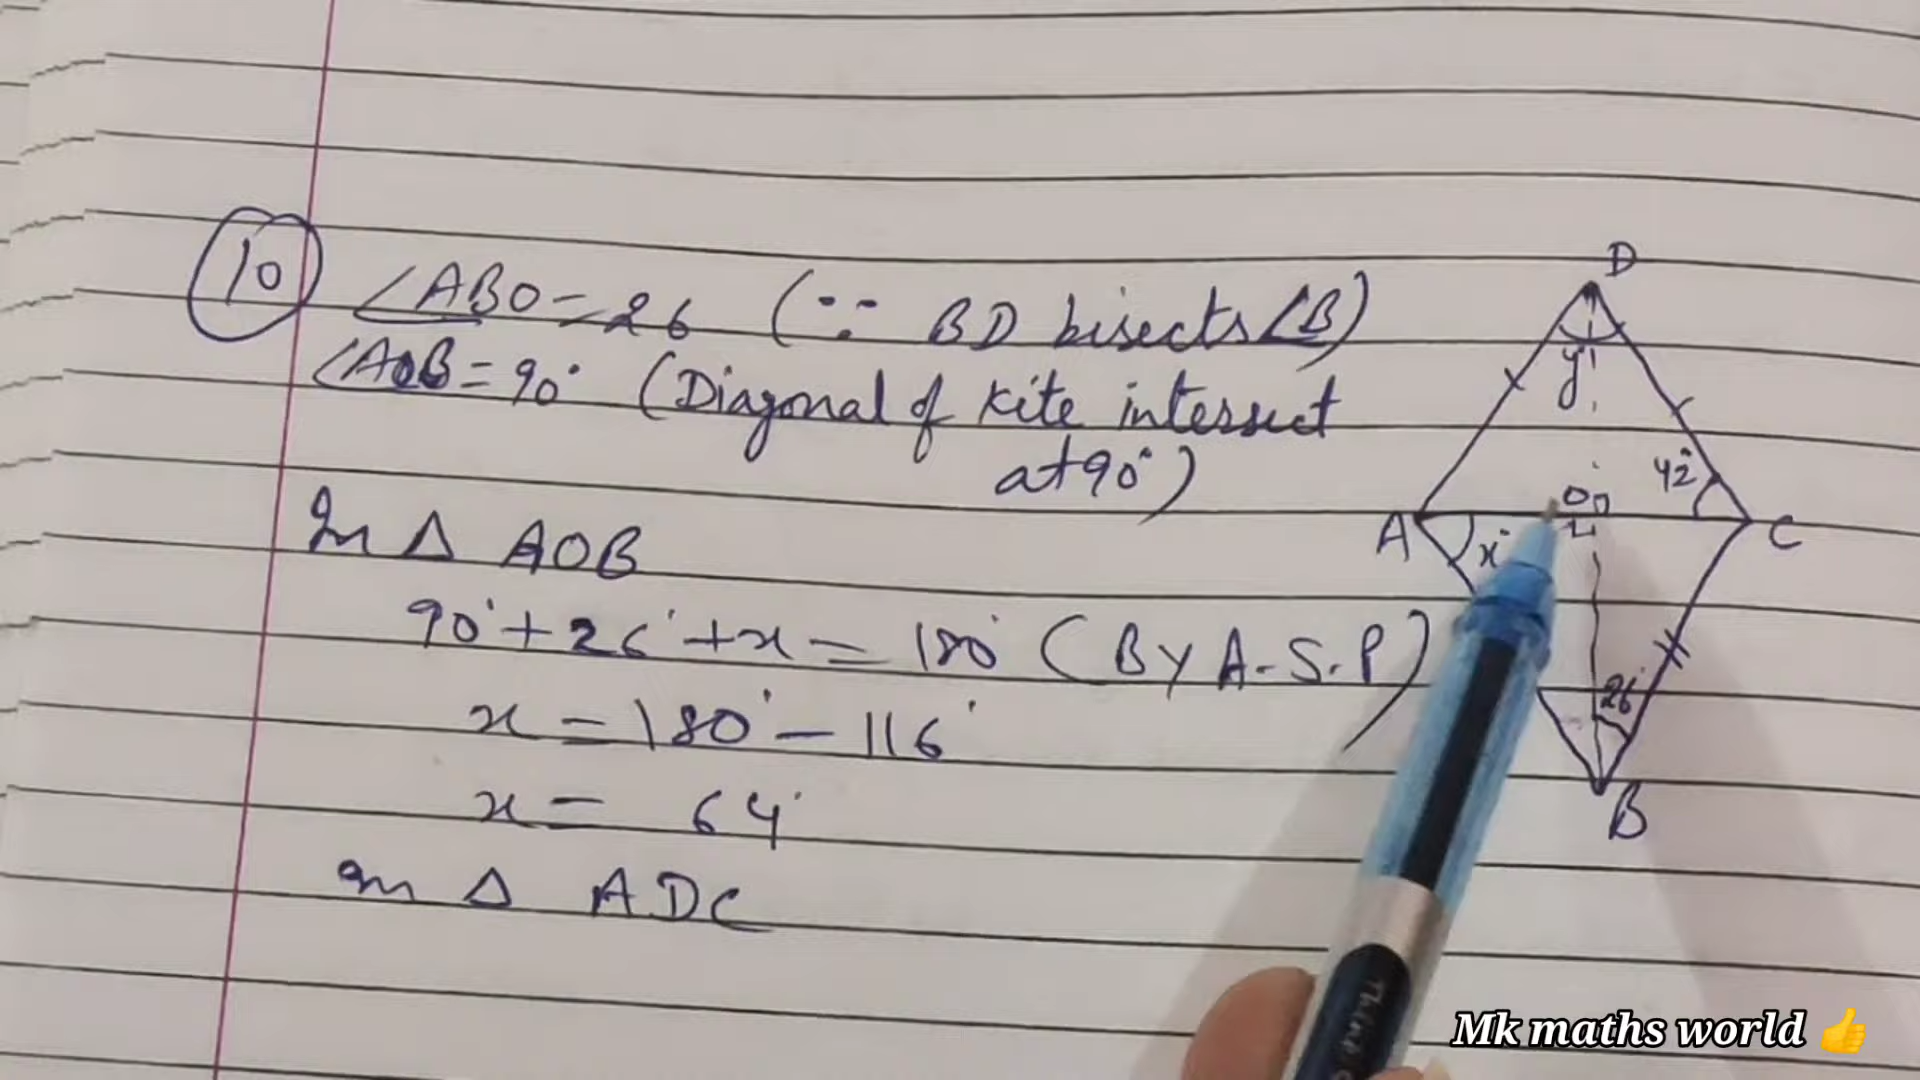 10 ∠ABO = 26 (∵ BD bisects ∠B)
∠AOB = 90° (Diagonal of Kite intersect
at 90°)
In Δ AOB
90° + 26° + x = 180° (By A.S.P)
x = 180° - 116°
x = 64°
In Δ ADC
D
y
42°
O
A
x°
C
26°
B
Mk maths world 👍